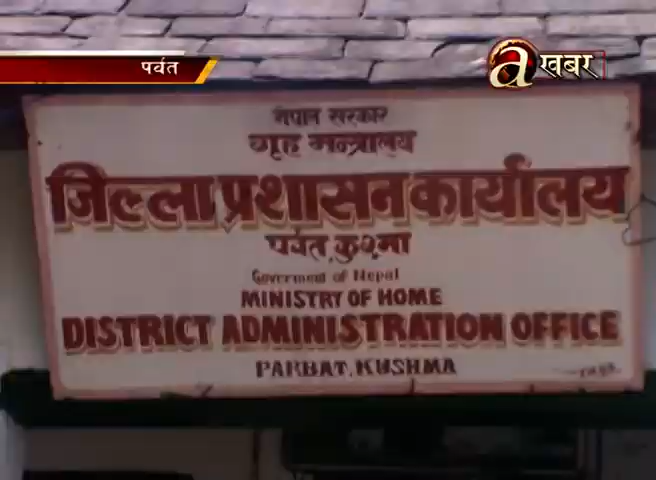 पर्वत
a खबर
नेपाल सरकार
गृह मन्त्रालय
जिल्ला प्रशासन कार्यालय
पर्वत, कुश्मा
Goverment of Nepal
MINISTRY OF HOME
DISTRICT ADMINISTRATION OFFICE
PARBAT, KUSHMA